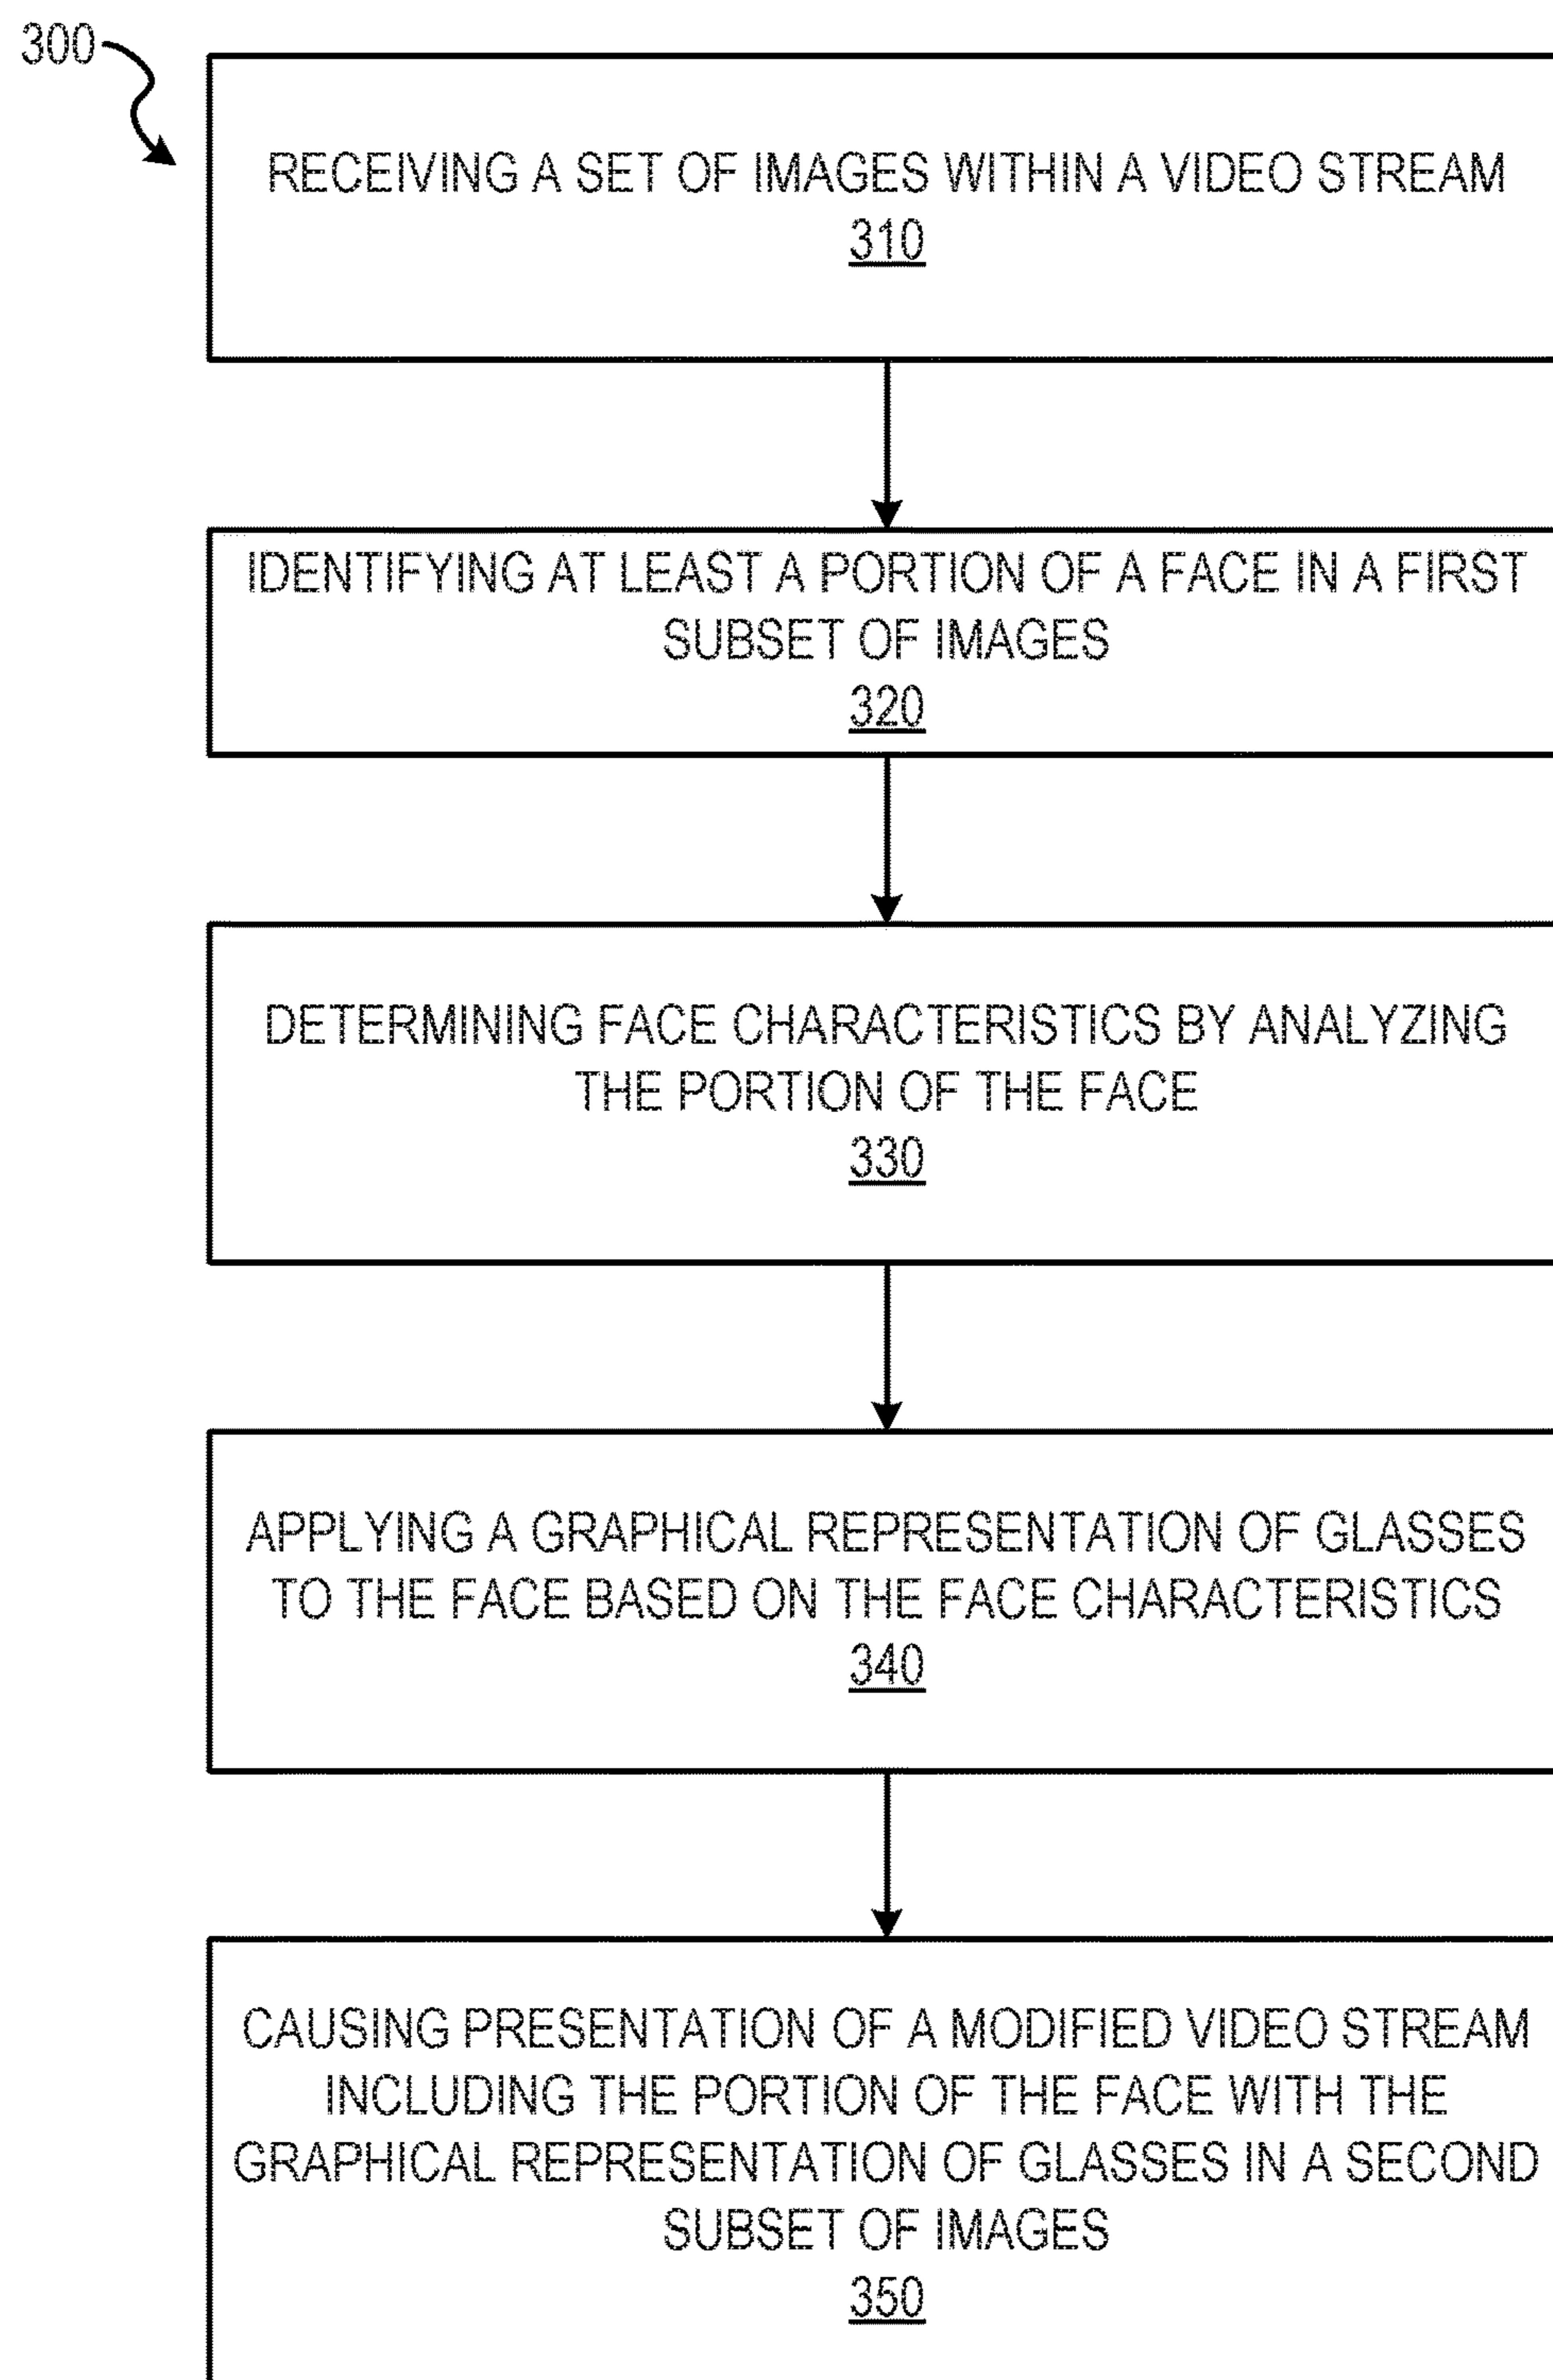 300
RECEIVING A SET OF IMAGES WITHIN A VIDEO STREAM
310
IDENTIFYING AT LEAST A PORTION OF A FACE IN A FIRST
SUBSET OF IMAGES
320
DETERMINING FACE CHARACTERISTICS BY ANALYZING
THE PORTION OF THE FACE
330
APPLYING A GRAPHICAL REPRESENTATION OF GLASSES
TO THE FACE BASED ON THE FACE CHARACTERISTICS
340
CAUSING PRESENTATION OF A MODIFIED VIDEO STREAM
INCLUDING THE PORTION OF THE FACE WITH THE
GRAPHICAL REPRESENTATION OF GLASSES IN A SECOND
SUBSET OF IMAGES
350